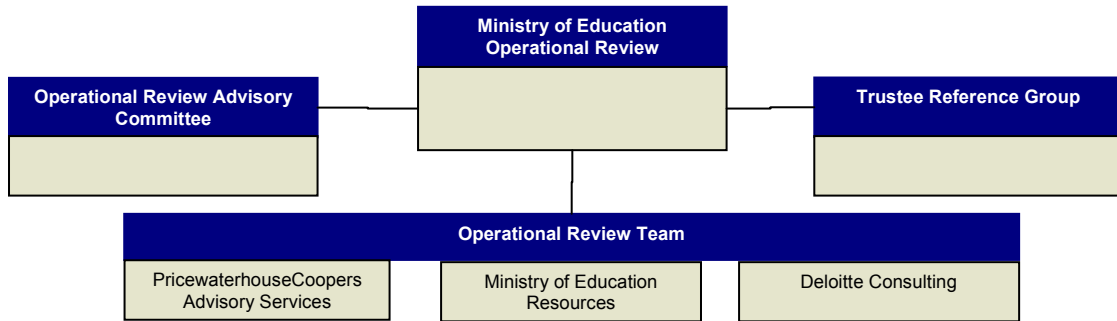 Ministry of Education
Operational Review
Operational Review Advisory
Committee
Trustee Reference Group
Operational Review Team
PricewaterhouseCoopers
Advisory Services
Ministry of Education
Resources
Deloitte Consulting